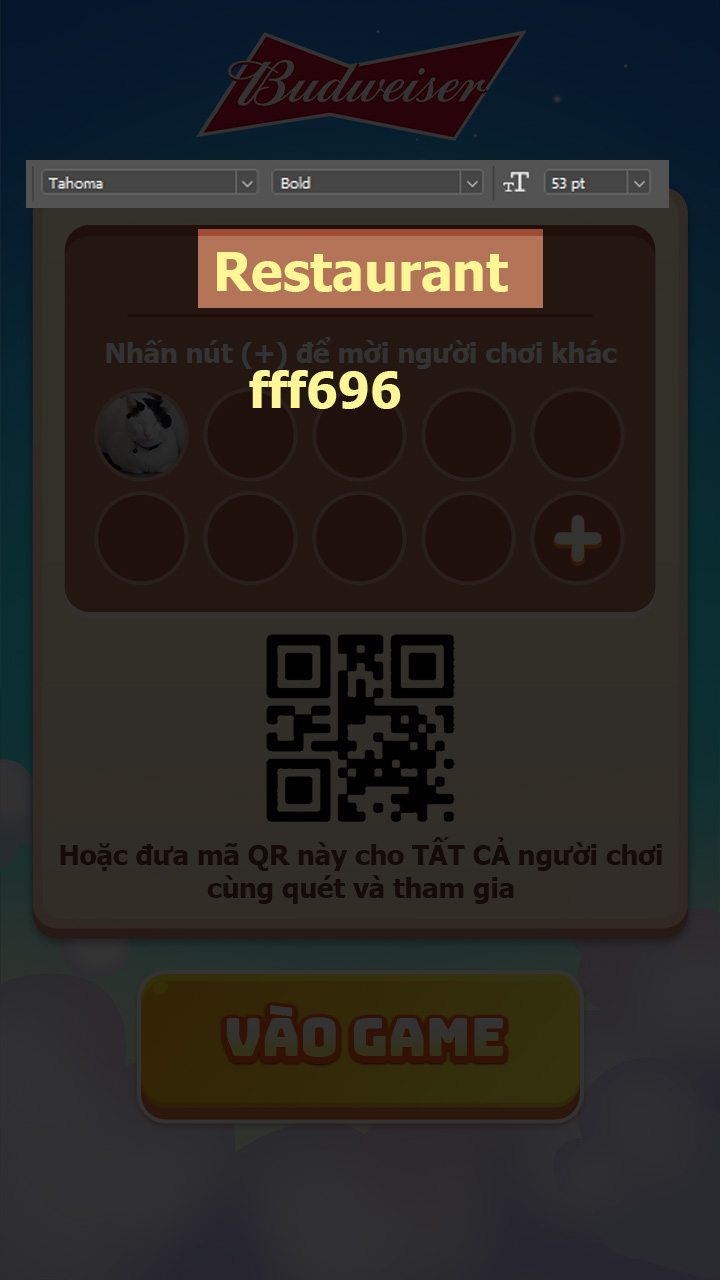 Budweiser
Tahoma Bold 53 pt
Restaurant
Nhấn nút (+) để mời người chơi khác
fff696
Hoặc đưa mã QR này cho TẤT CẢ người chơi
cùng quét và tham gia
VÀO GAME